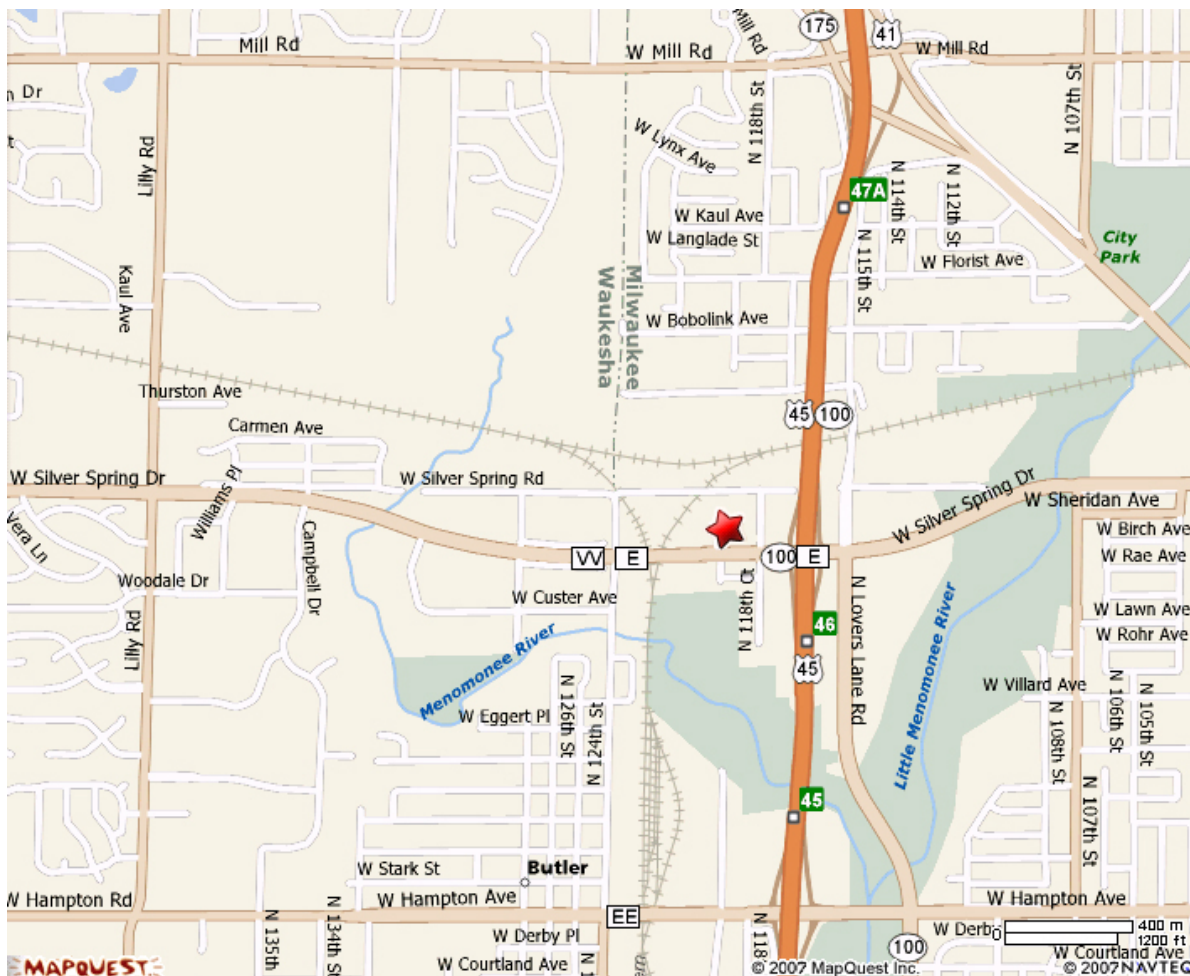 175
41
Mill Rd
W Mill Rd
Mill Rd
W Mill Rd
N 107th St
Dr
N 118th St
W Lynx Ave
Lilly Rd
47A
N 114th St
N 112th St
W Kaul Ave
W Langlade St
N 115th St
City
Park
W Florist Ave
Kaul Ave
Waukesha
Milwaukee
W Bobolink Ave
Thurston Ave
45
100
Carmen Ave
W Silver Spring Dr
W Silver Spring Rd
Williams Pl
W Silver Spring Dr
W Sheridan Ave
Vera Ln
Campbell Dr
W Birch Ave
VV
E
100
E
W Rae Ave
Woodale Dr
W Custer Ave
N 118th Ct
N Lovers Lane Rd
W Lawn Ave
Lilly Rd
46
W Rohr Ave
Menomonee River
45
Little Menomonee River
W Villard Ave
W Eggert Pl
N 126th St
N 124th St
N 108th St
N 106th St
N 105th St
45
N 107th St
W Stark St
Butler
W Hampton Rd
W Hampton Ave
EE
W Hampton Ave
N 135th
N 134th St
W Derby Pl
N 118
W Derb
0
400 m
1200 ft
100
W Courtland Ave
W Courtland Ave
MAPQUEST
© 2007 MapQuest Inc.
© 2007 NAVTEQ